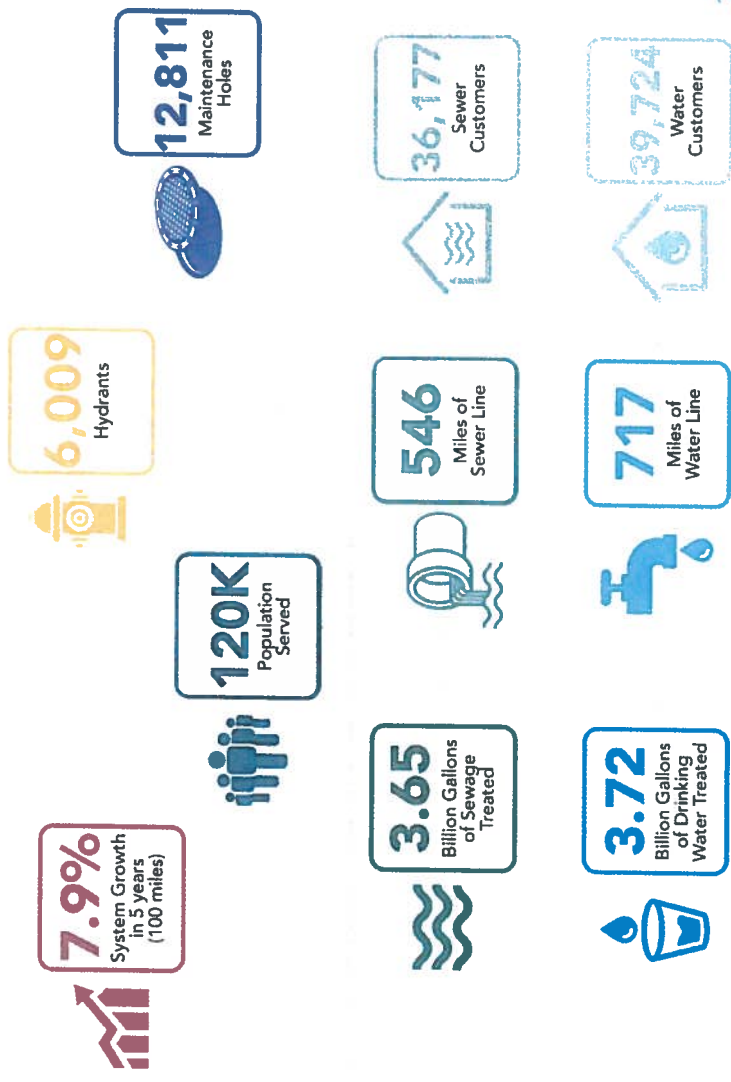 7.9%
System Growth
in 5 years
(100 miles)
120K
Population
Served
6,009
Hydrants
12,811
Maintenance
Holes
3.65
Billion Gallons
of Sewage
Treated
546
Miles of
Sewer Line
36,177
Sewer
Customers
3.72
Billion Gallons
of Drinking
Water Treated
717
Miles of
Water Line
39,724
Water
Customers